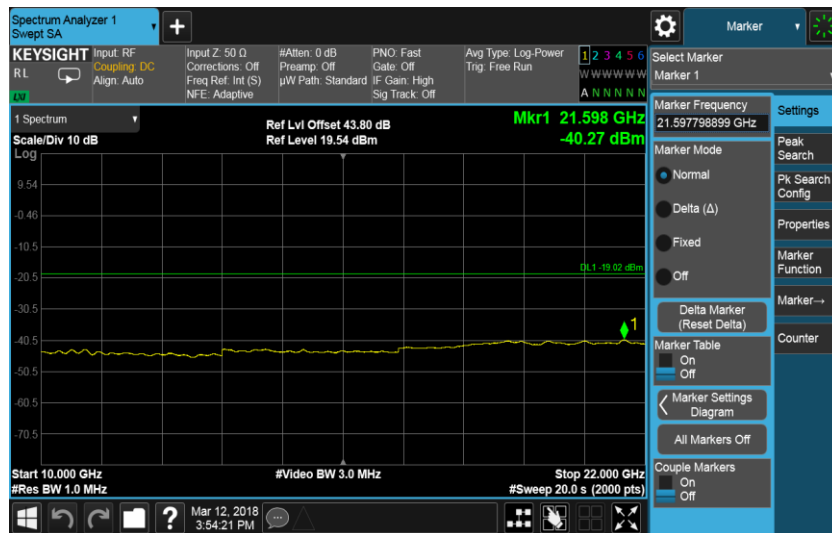 Spectrum Analyzer 1
Swept SA
+
Marker
KEYSIGHT
RL
LXI
Input: RF
Coupling: DC
Align: Auto
Input Z: 50 Ω
Corrections: Off
Freq Ref: Int (S)
NFE: Adaptive
#Atten: 0 dB
Preamp: Off
µW Path: Standard
PNO: Fast
Gate: Off
IF Gain: High
Sig Track: Off
Avg Type: Log-Power
Trig: Free Run
1 2 3 4 5 6
W W W W W W
A N N N N N
Select Marker
Marker 1
1 Spectrum
Scale/Div 10 dB
Log
Ref Lvl Offset 43.80 dB
Ref Level 19.54 dBm
Mkr1 21.598 GHz
-40.27 dBm
9.54
-0.46
-10.5
-20.5
-30.5
-40.5
-50.5
-60.5
-70.5
DL1 -19.02 dBm
1
Start 10.000 GHz
#Res BW 1.0 MHz
#Video BW 3.0 MHz
Stop 22.000 GHz
#Sweep 20.0 s (2000 pts)
Marker Frequency
21.597798899 GHz
Marker Mode
Normal
Delta (Δ)
Fixed
Off
Delta Marker
(Reset Delta)
Marker Table
On
Off
Marker Settings
Diagram
All Markers Off
Couple Markers
On
Off
Settings
Peak
Search
Pk Search
Config
Properties
Marker
Function
Marker→
Counter
?
Mar 12, 2018
3:54:21 PM